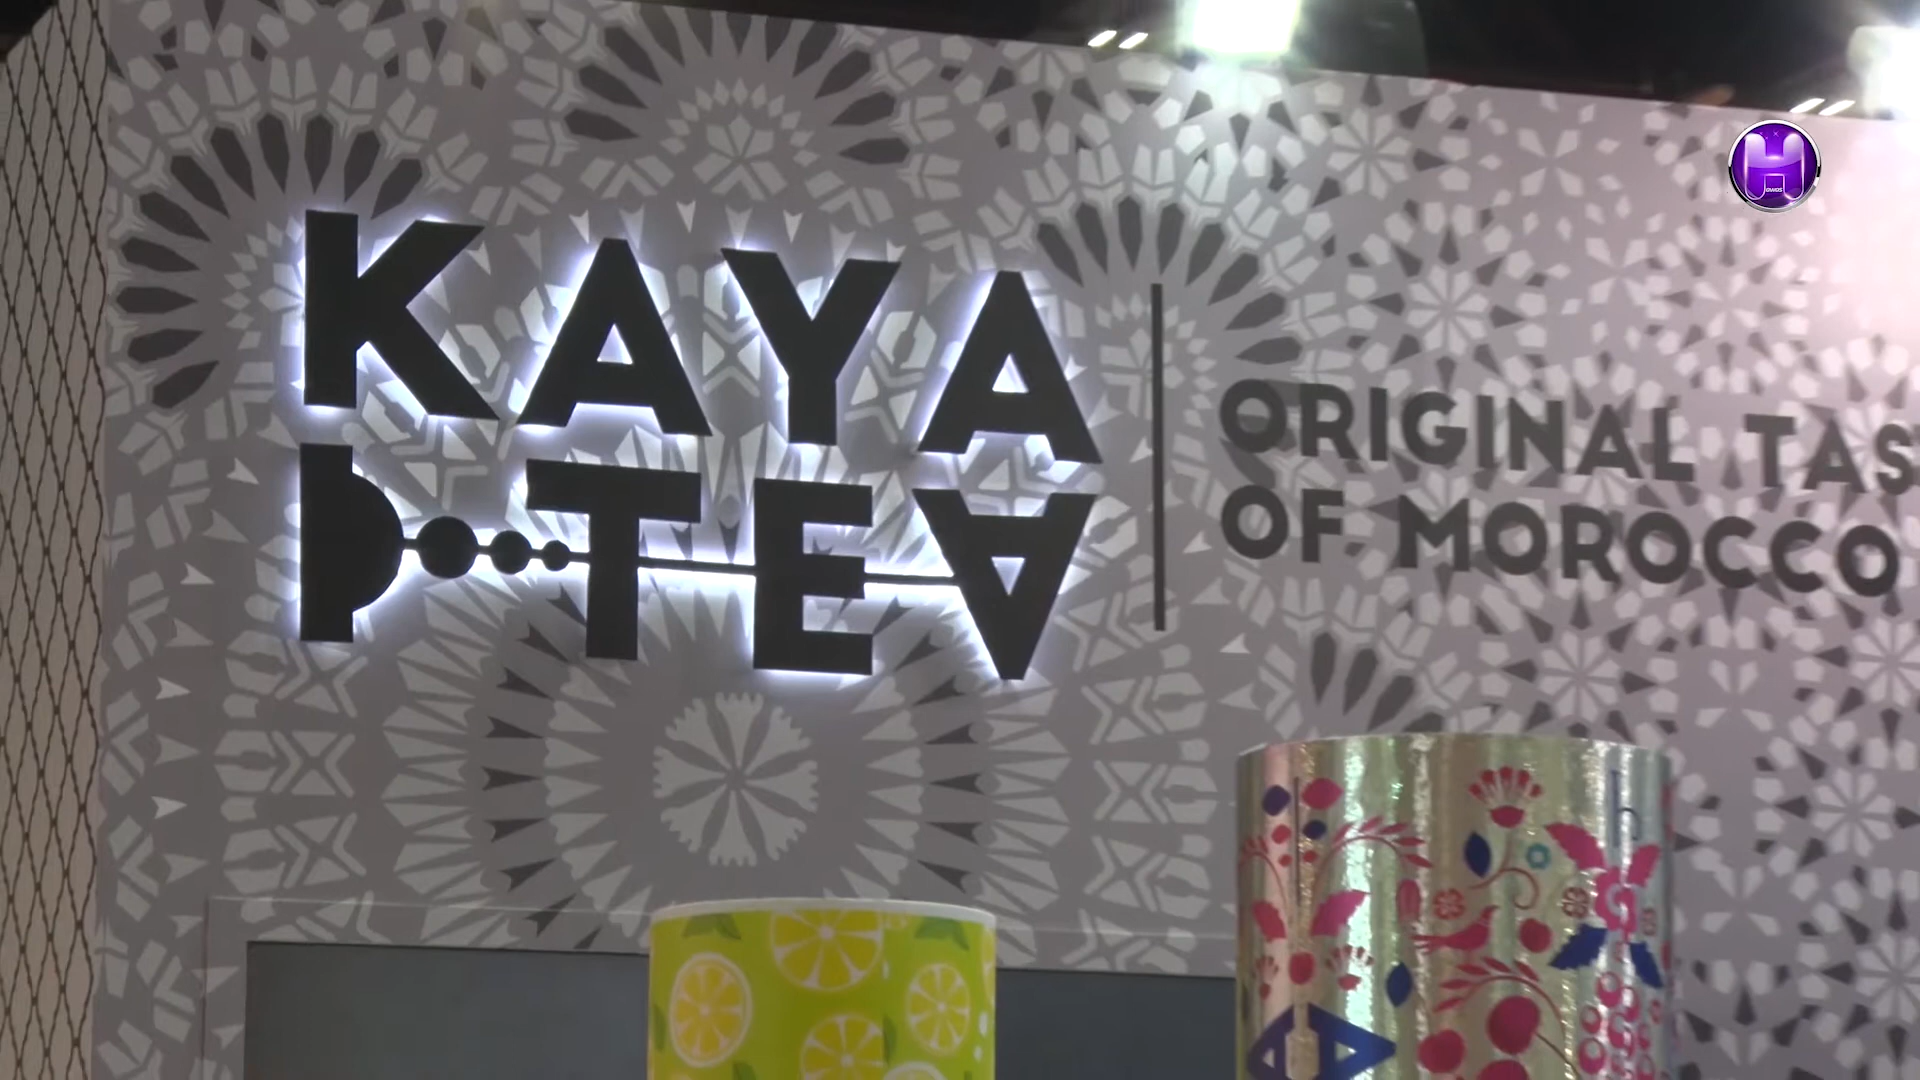 KAYA
TEA
ORIGINAL TAS
OF MOROCCO
H